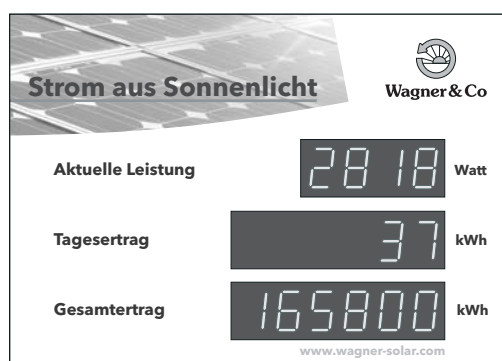 Strom aus Sonnenlicht
Wagner & Co
Aktuelle Leistung 2818 Watt
Tagesertrag 37 kWh
Gesamtertrag 165800 kWh
www.wagner-solar.com